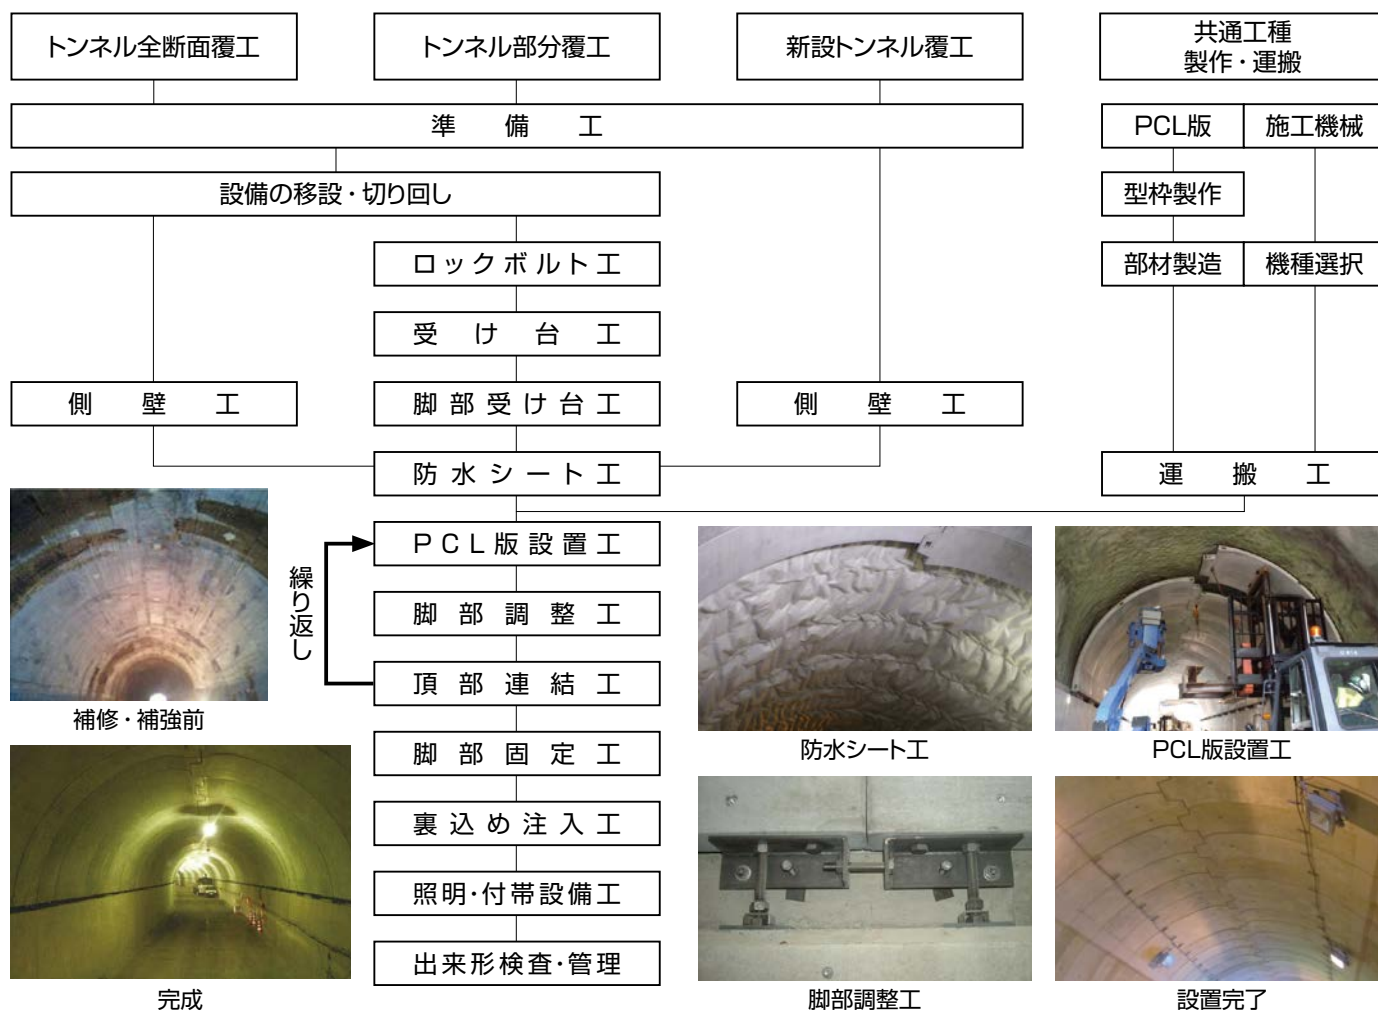 トンネル全断面覆工
トンネル部分覆工
新設トンネル覆工
共通工種
製作・運搬
準備工
PCL版
施工機械
設備の移設・切り回し
型枠製作
ロックボルト工
部材製造
機種選択
受け台工
側壁工
脚部受け台工
側壁工
防水シート工
運搬工
PCL版設置工
繰り返し
脚部調整工
頂部連結工
補修・補強前
脚部固定工
防水シート工
PCL版設置工
裏込め注入工
照明・付帯設備工
出来形検査・管理
完成
脚部調整工
設置完了